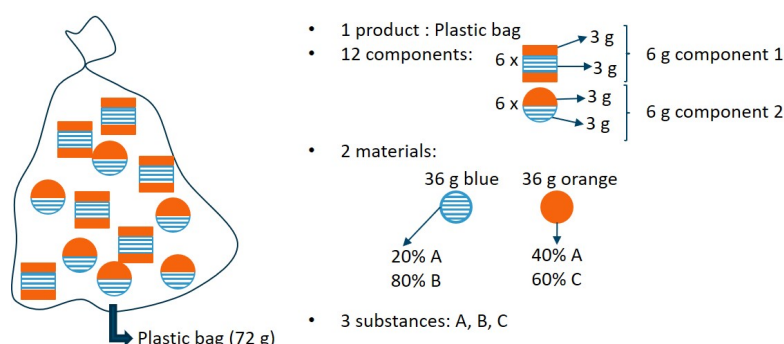 • 1 product : Plastic bag
• 12 components:
6 x
3 g
3 g
6 g component 1
6 x
3 g
3 g
6 g component 2
• 2 materials:
36 g blue 36 g orange
20% A 40% A
80% B 60% C
• 3 substances: A, B, C
Plastic bag (72 g)